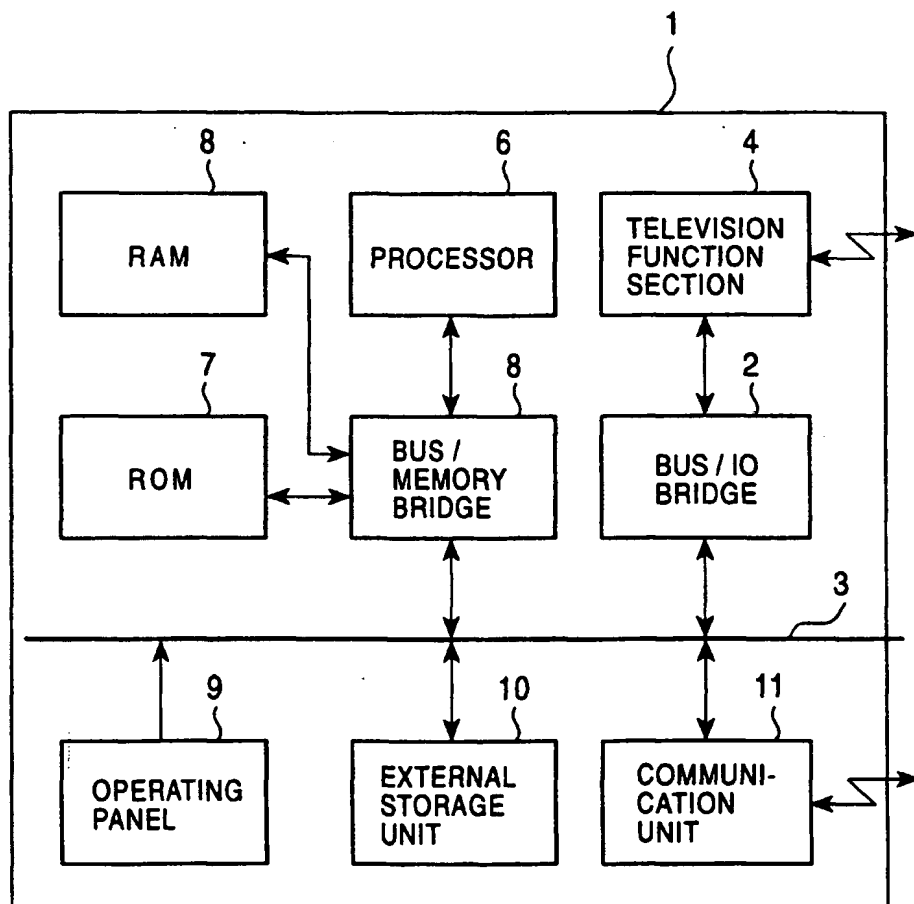 1
8
6
4
RAM
PROCESSOR
TELEVISION
FUNCTION
SECTION
7
8
2
ROM
BUS /
MEMORY
BRIDGE
BUS / IO
BRIDGE
3
9
10
11
OPERATING
PANEL
EXTERNAL
STORAGE
UNIT
COMMUNI-
CATION
UNIT